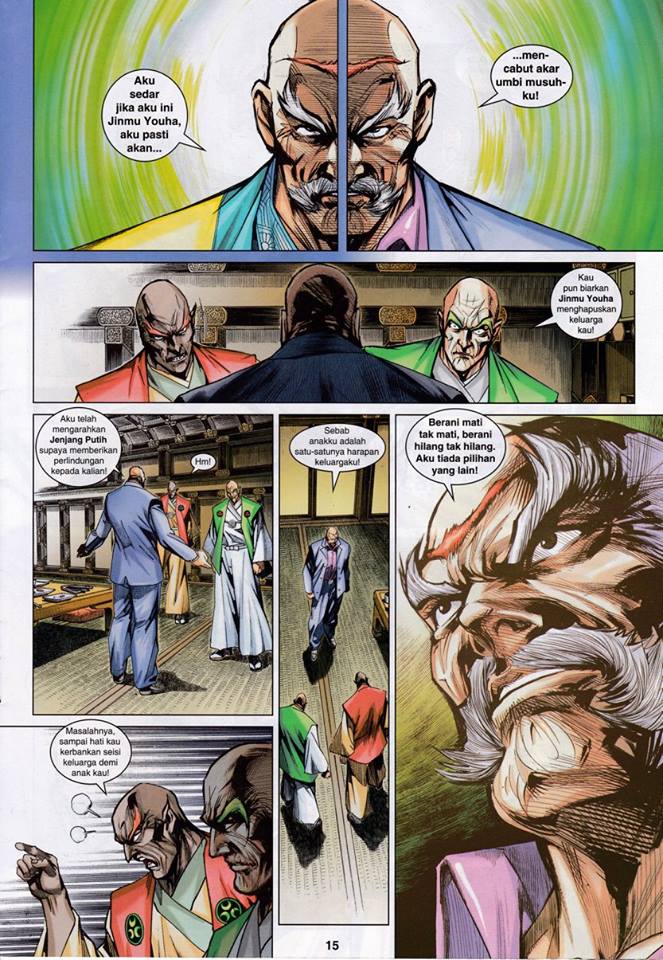 Aku
sedar
jika aku ini
Jinmu Youha,
aku pasti
akan...
...men-
cabut akar
umbi musuh-
ku!
Kau
pun biarkan
Jinmu Youha
menghapuskan
keluarga
kau!
Aku telah
mengarahkan
Jenjang Putih
supaya memberikan
perlindungan
kepada kalian!
Hm!
Sebab
anakku adalah
satu-satunya harapan
keluargaku!
Berani mati
tak mati, berani
hilang tak hilang.
Aku tiada pilihan
yang lain!
Masalahnya,
sampai hati kau
kerbankan seisi
keluarga demi
anak kau!
15